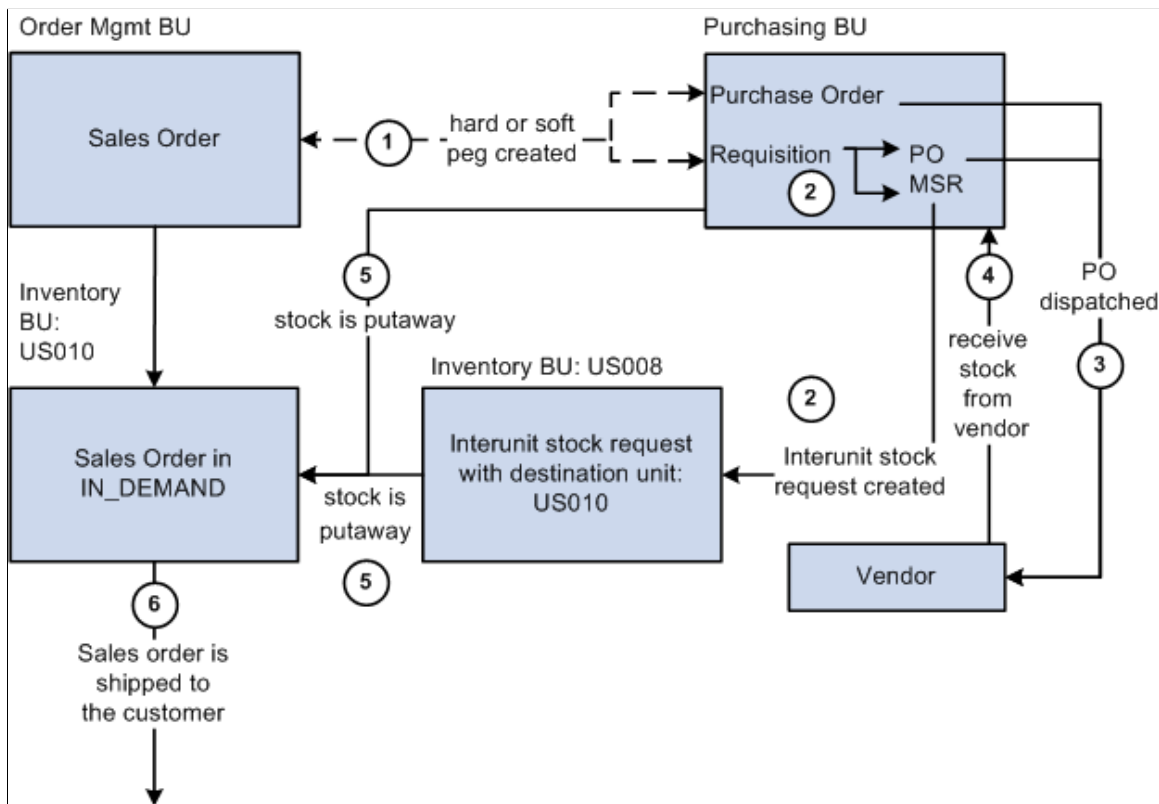 Order Mgmt BU
Purchasing BU
Sales Order
1
hard or soft
peg created
Purchase Order
Requisition
PO
MSR
2
Inventory
BU:
US010
5
stock is putaway
4
receive
stock
from
vendor
PO
dispatched
3
Inventory BU: US008
2
Sales Order in
IN_DEMAND
Interunit stock request
with destination unit:
US010
Interunit stock
request created
stock is
putaway
5
Vendor
6
Sales order is
shipped to
the customer